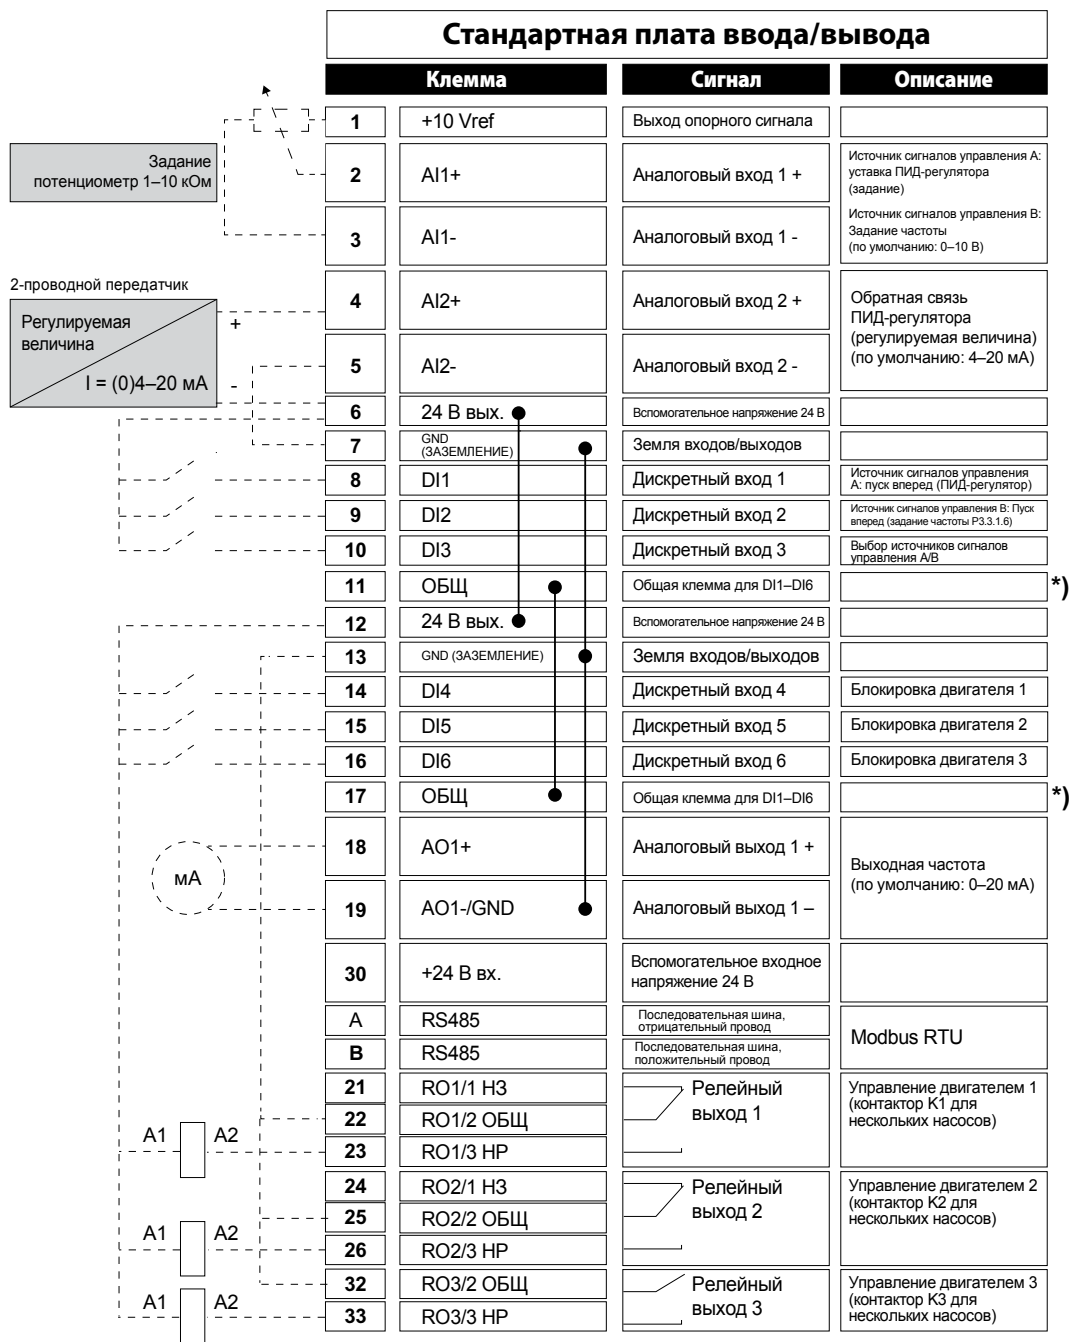 Стандартная плата ввода/вывода
Клемма
Сигнал
Описание
1
+10 Vref
Выход опорного сигнала
Задание
потенциометр 1–10 кОм
2
AI1+
Аналоговый вход 1 +
Источник сигналов управления A:
уставка ПИД-регулятора
(задание)
Источник сигналов управления B:
Задание частоты
(по умолчанию: 0–10 В)
3
AI1-
Аналоговый вход 1 -
2-проводной передатчик
Регулируемая
величина
I = (0)4–20 мА
+
-
4
AI2+
Аналоговый вход 2 +
Обратная связь
ПИД-регулятора
(регулируемая величина)
(по умолчанию: 4–20 мА)
5
AI2-
Аналоговый вход 2 -
6
24 В вых.
Вспомогательное напряжение 24 В
7
GND
(ЗАЗЕМЛЕНИЕ)
Земля входов/выходов
8
DI1
Дискретный вход 1
Источник сигналов управления
A: пуск вперед (ПИД-регулятор)
9
DI2
Дискретный вход 2
Источник сигналов управления B: Пуск
вперед (задание частоты P3.3.1.6)
10
DI3
Дискретный вход 3
Выбор источников сигналов
управления A/B
11
ОБЩ
Общая клемма для DI1–DI6
*)
12
24 В вых.
Вспомогательное напряжение 24 В
13
GND (ЗАЗЕМЛЕНИЕ)
Земля входов/выходов
14
DI4
Дискретный вход 4
Блокировка двигателя 1
15
DI5
Дискретный вход 5
Блокировка двигателя 2
16
DI6
Дискретный вход 6
Блокировка двигателя 3
17
ОБЩ
Общая клемма для DI1–DI6
*)
мА
18
AO1+
Аналоговый выход 1 +
Выходная частота
(по умолчанию: 0–20 мА)
19
AO1-/GND
Аналоговый выход 1 –
30
+24 В вх.
Вспомогательное входное
напряжение 24 В
A
RS485
Последовательная шина,
отрицательный провод
Modbus RTU
B
RS485
Последовательная шина,
положительный провод
21
RO1/1 НЗ
Релейный
выход 1
Управление двигателем 1
(контактор K1 для
нескольких насосов)
22
RO1/2 ОБЩ
A1
A2
23
RO1/3 НР
24
RO2/1 НЗ
Релейный
выход 2
Управление двигателем 2
(контактор K2 для
нескольких насосов)
25
RO2/2 ОБЩ
A1
A2
26
RO2/3 НР
32
RO3/2 ОБЩ
Релейный
выход 3
Управление двигателем 3
(контактор K3 для
нескольких насосов)
A1
A2
33
RO3/3 НР